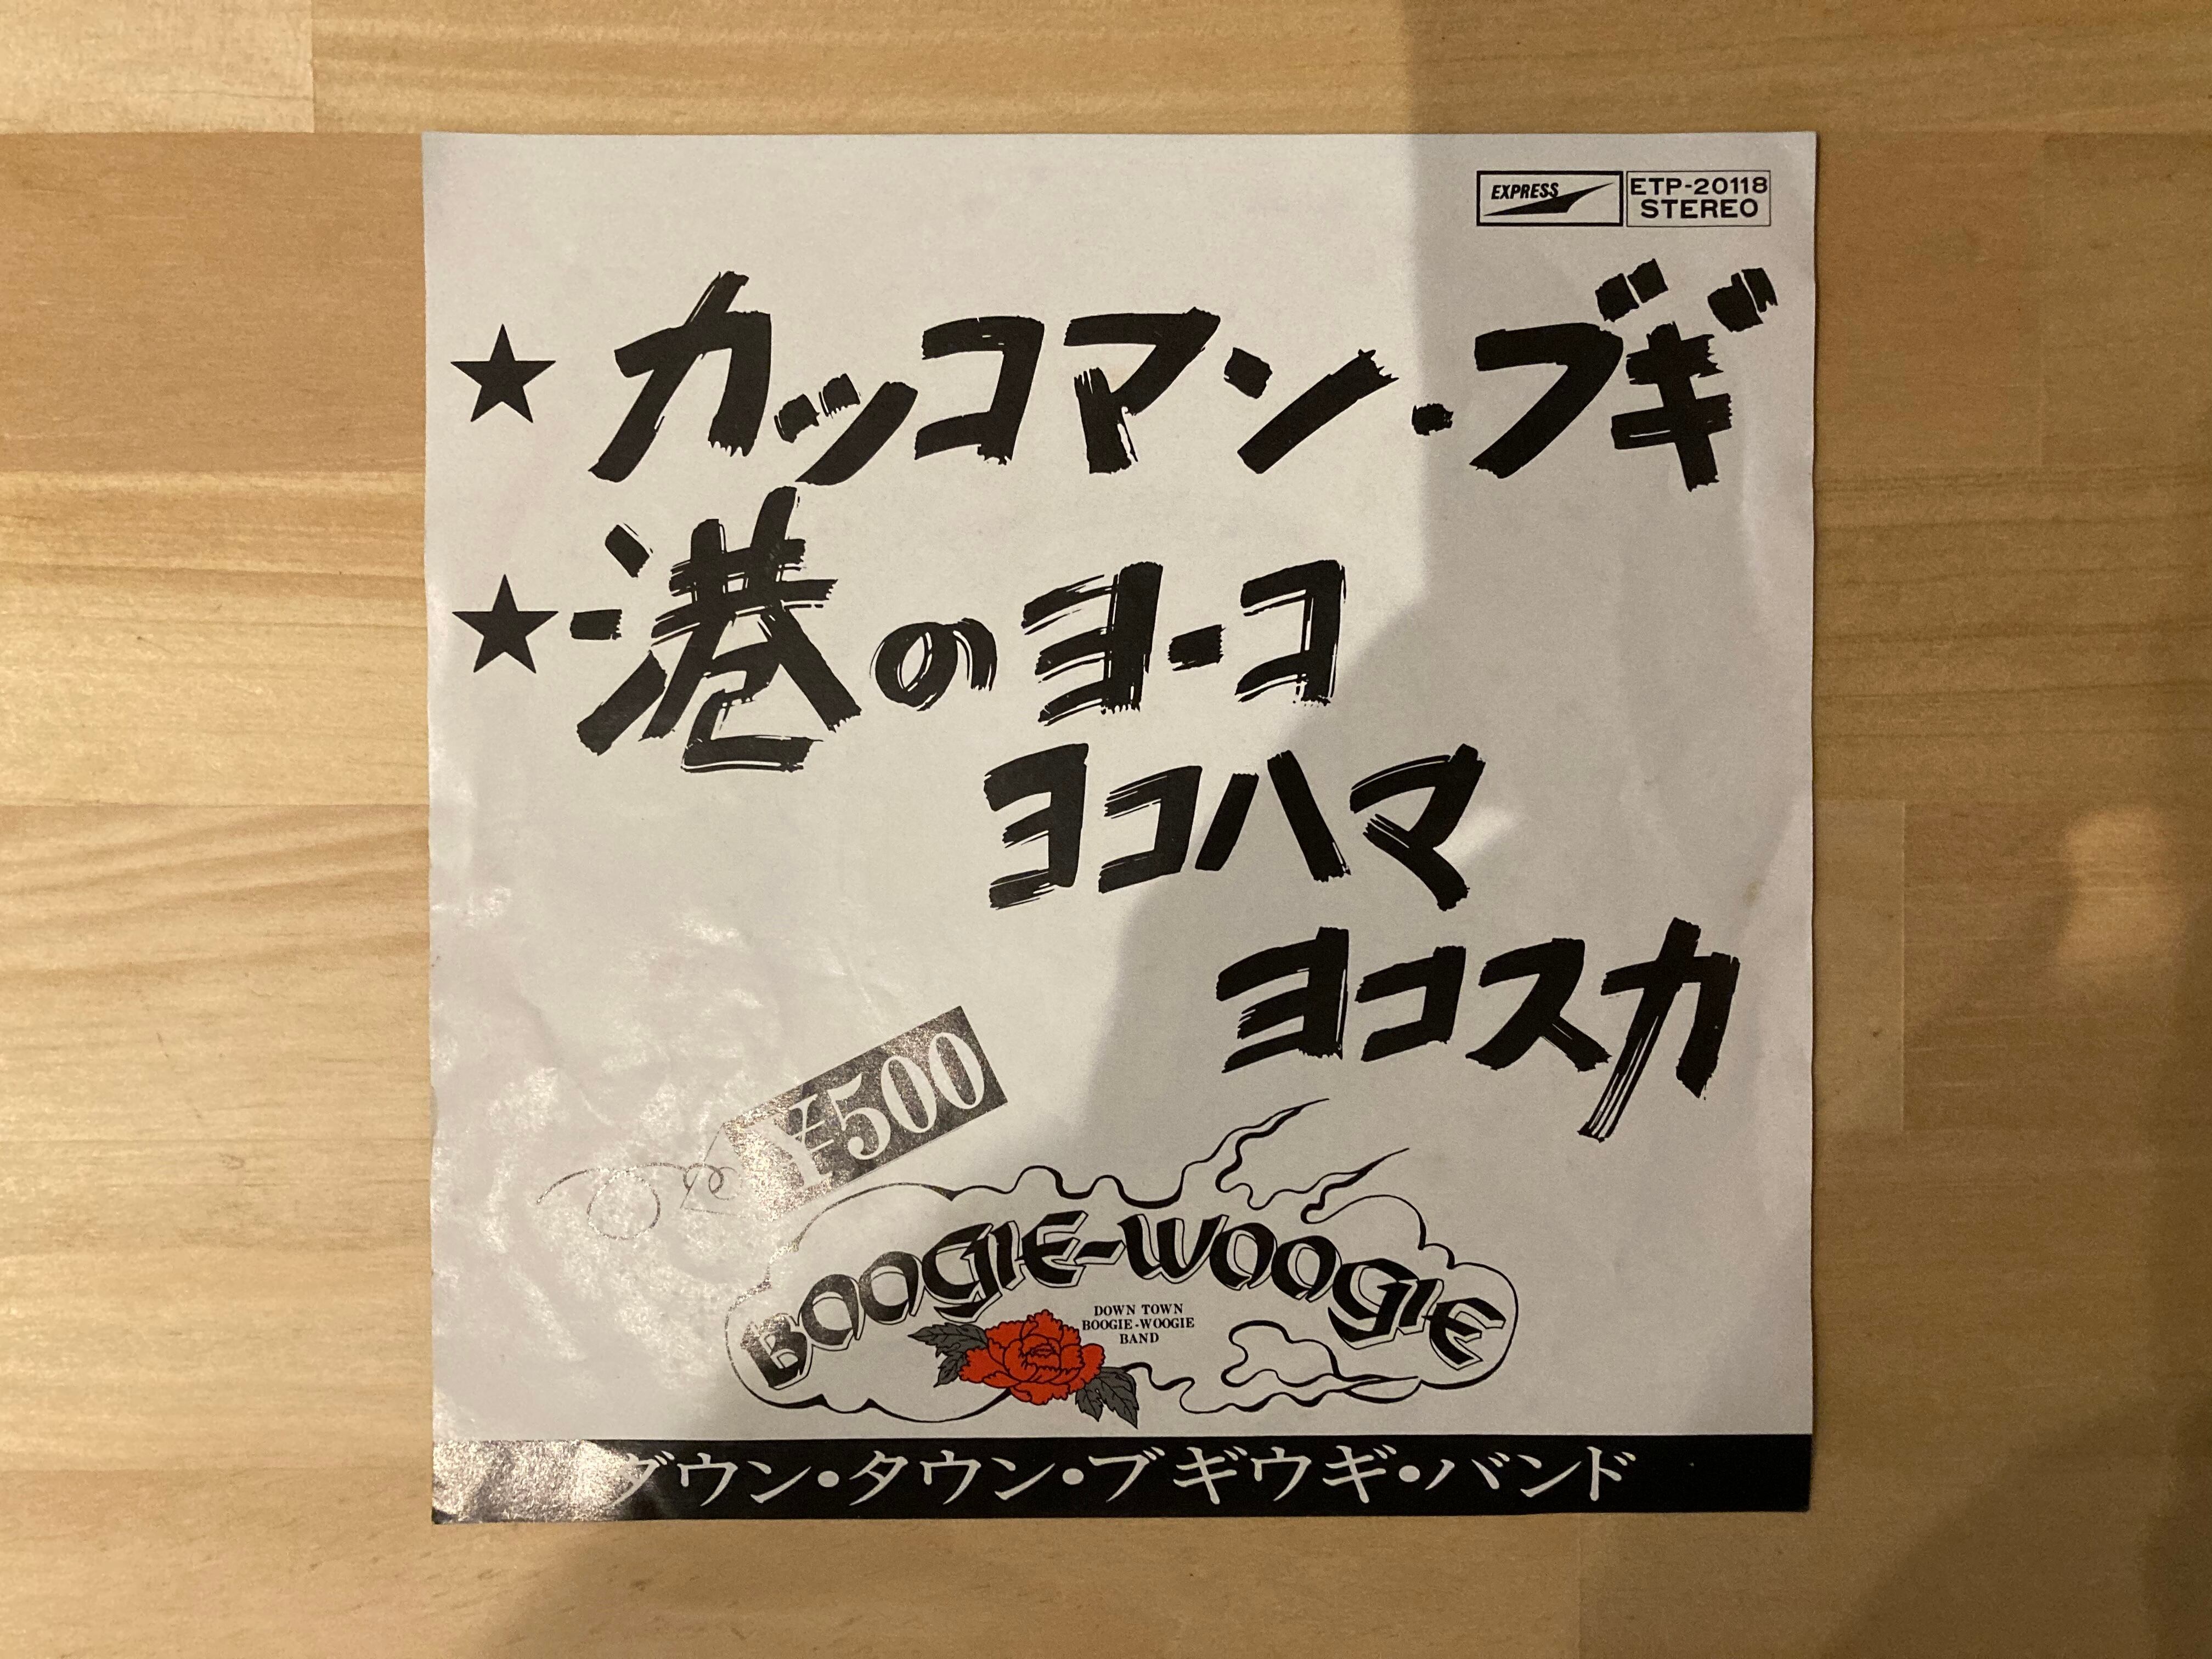 EXPRESS
ETP-20118
STEREO
★カッコマン・ブギ
★港のヨーコ
ヨコハマ
ヨコスカ
¥500
BOOGIE-WOOGIE
DOWN TOWN
BOOGIE-WOOGIE
BAND
ダウン・タウン・ブギウギ・バンド